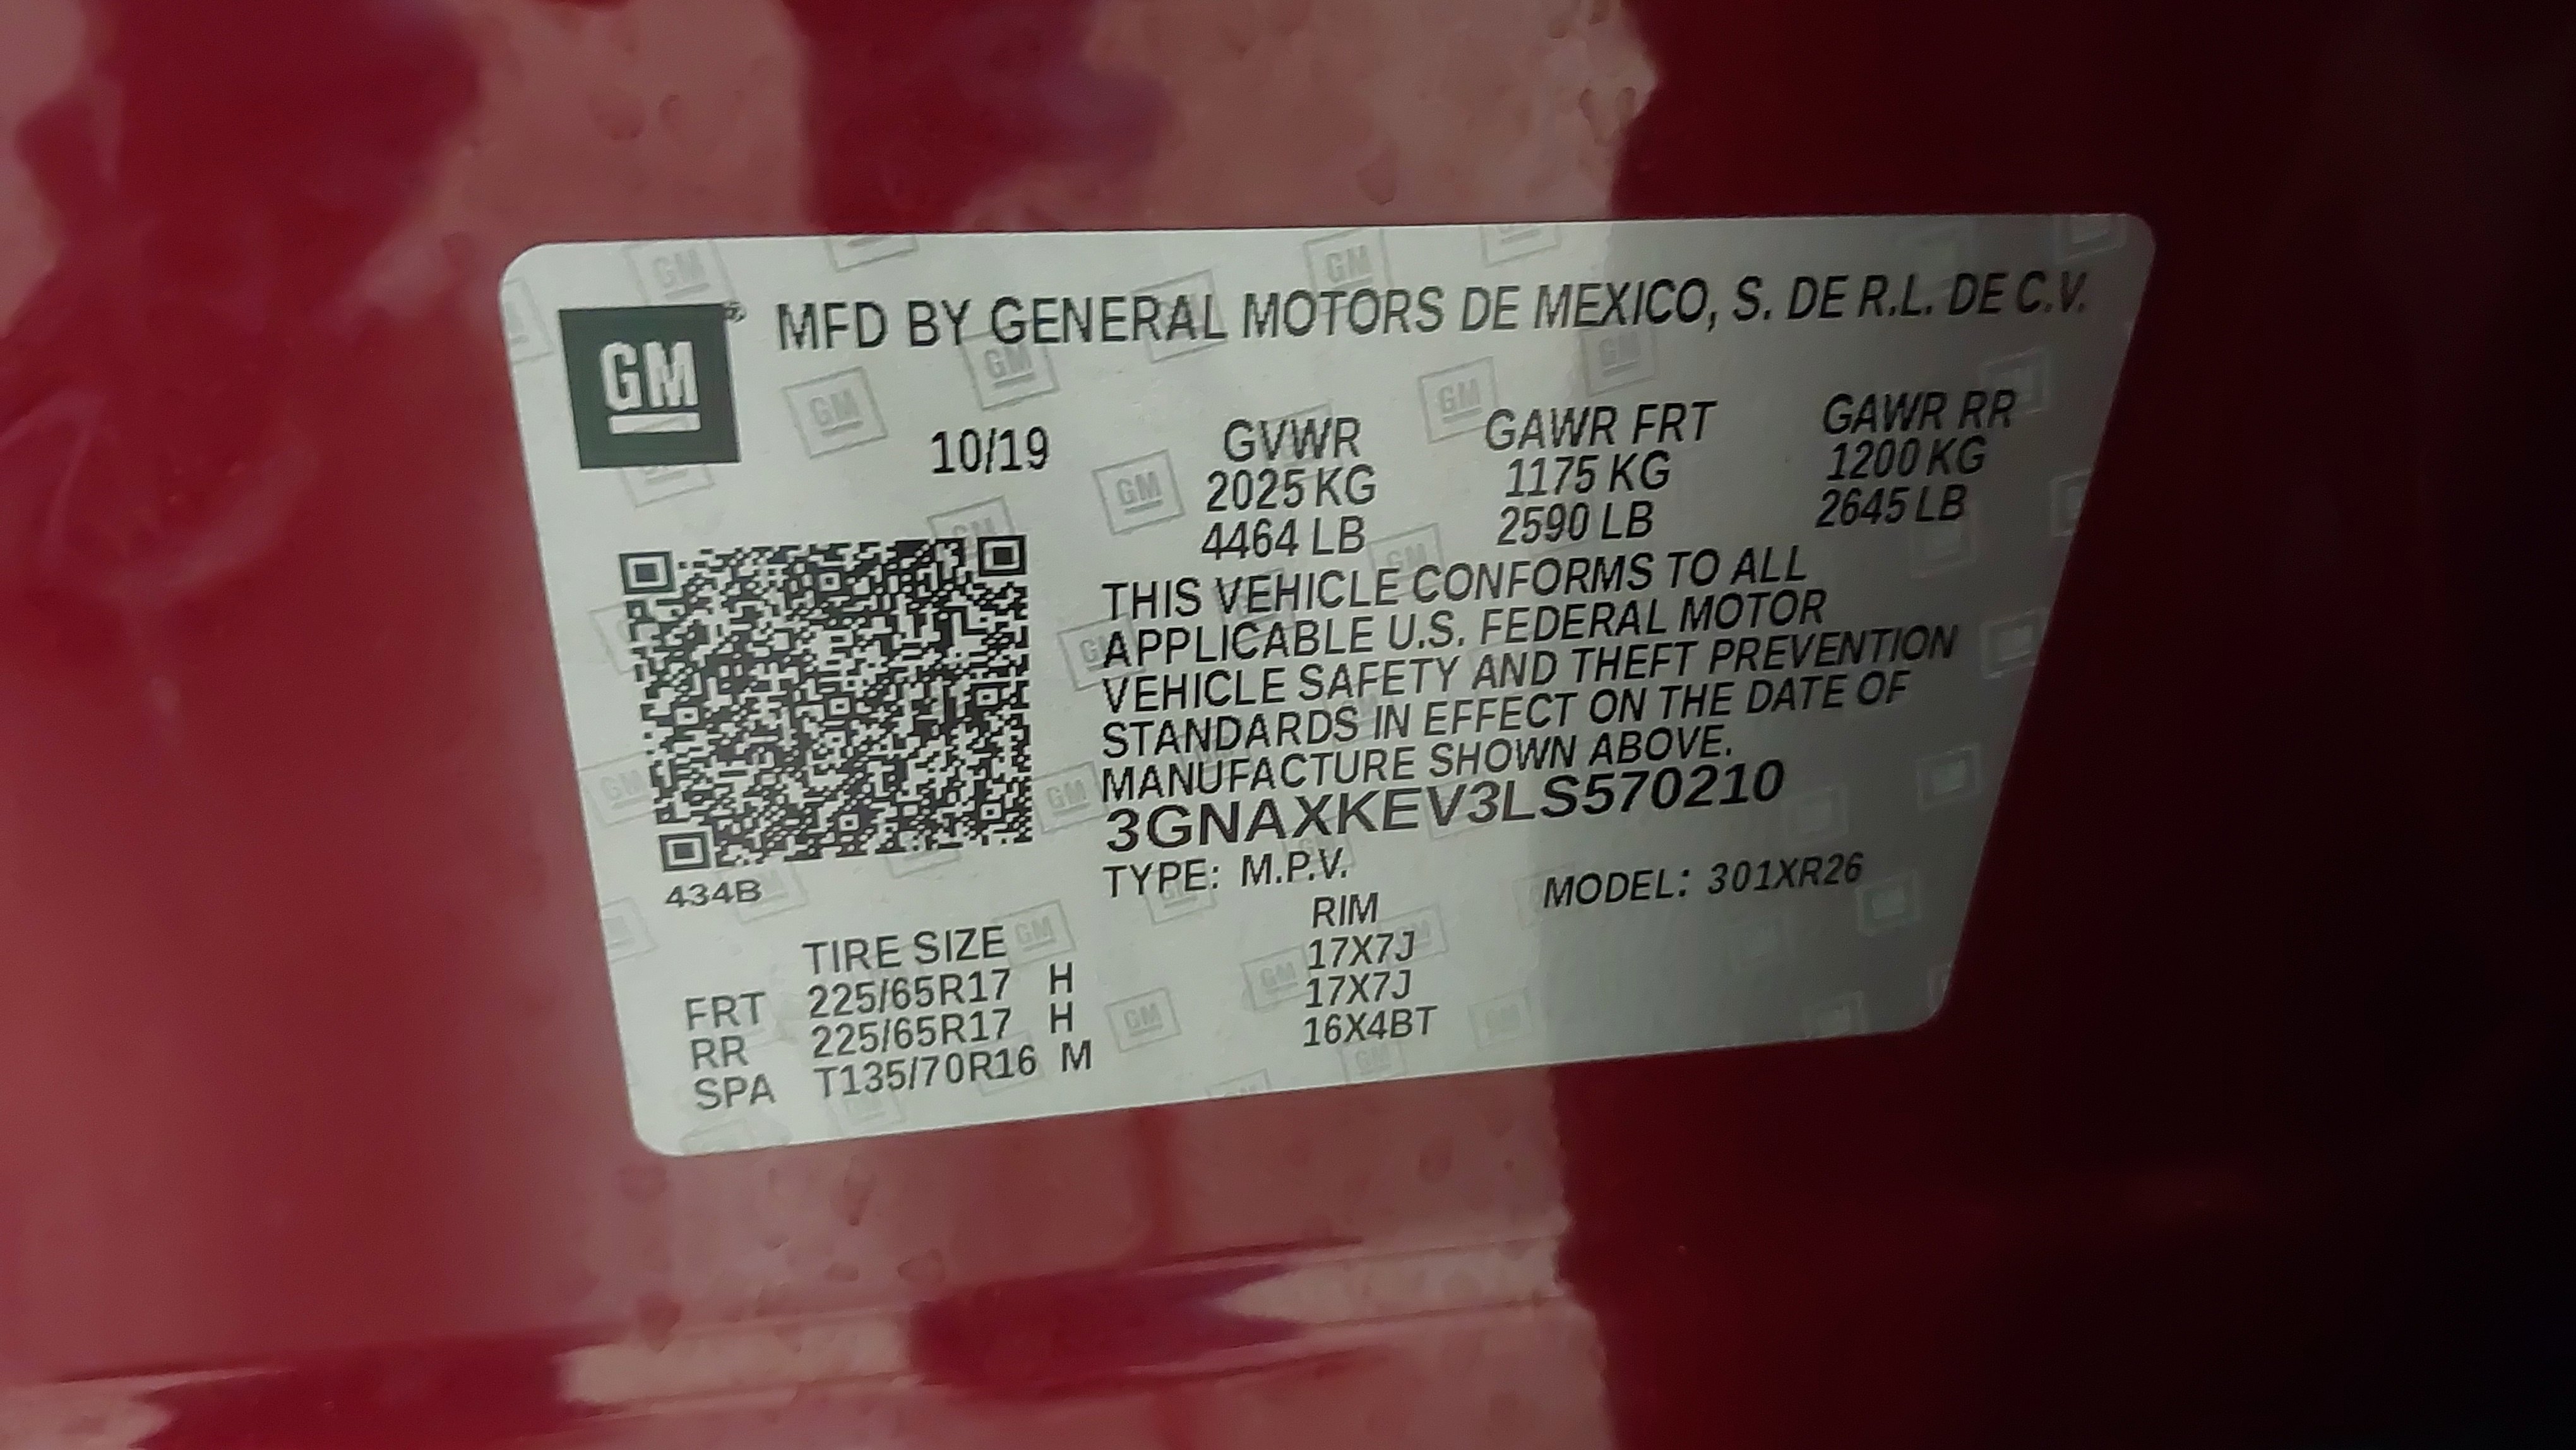 GM
MFD BY GENERAL MOTORS DE MEXICO, S. DE R.L. DE C.V.
10/19
GVWR GAWR FRT GAWR RR
2025 KG 1175 KG 1200 KG
4464 LB 2590 LB 2645 LB
THIS VEHICLE CONFORMS TO ALL
APPLICABLE U.S. FEDERAL MOTOR
VEHICLE SAFETY AND THEFT PREVENTION
STANDARDS IN EFFECT ON THE DATE OF
MANUFACTURE SHOWN ABOVE.
3GNAXKEV3LS570210
TYPE: M.P.V. MODEL: 301XR26
434B
TIRE SIZE RIM
FRT 225/65R17 H 17X7J
RR 225/65R17 H 17X7J
SPA T135/70R16 M 16X4BT